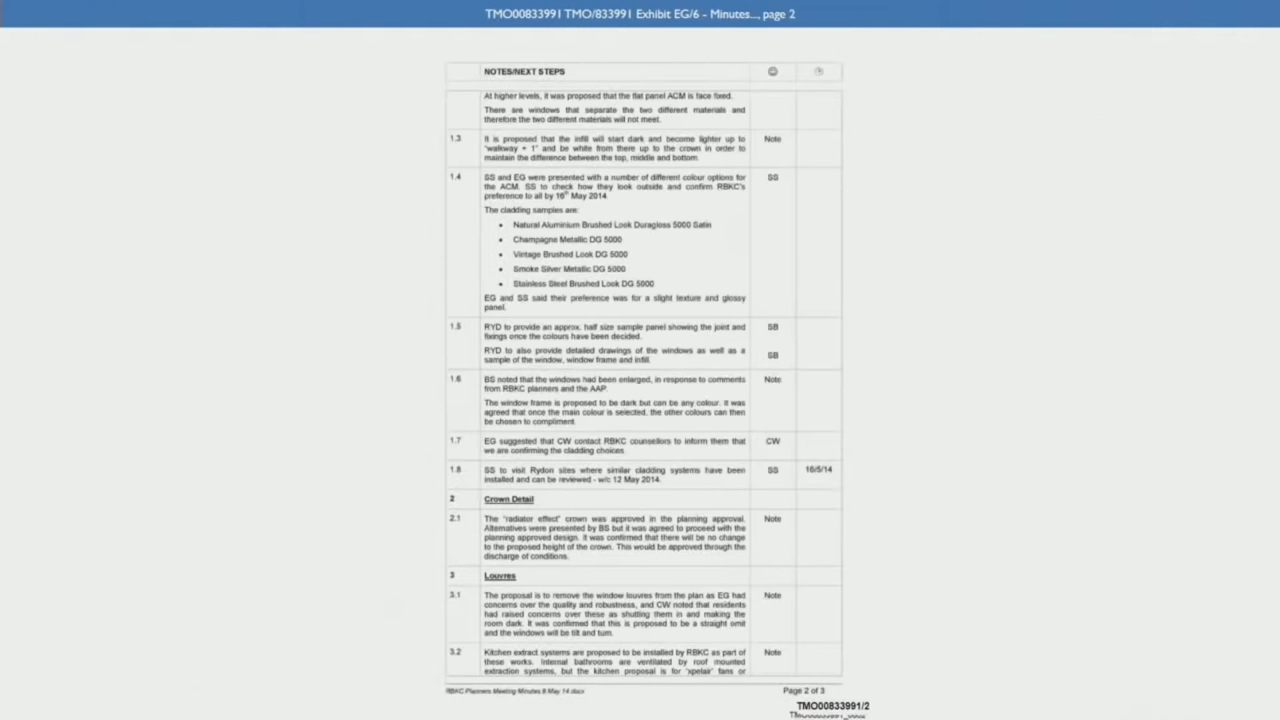 TMO00833991 TMO/833991 Exhibit EG/6 - Minutes..., page 2
NOTES/NEXT STEPS
At higher levels, it was proposed that the flat panel ACM is face fixed.
There are windows that separate the two different materials and
therefore the two different materials will not meet.
1.3 It is proposed that the infill will start dark and become lighter up to Note
"walkway + 1" and be white from there up to the crown in order to
maintain the difference between the top, middle and bottom.
1.4 SS and EG were presented with a number of different colour options for SS
the ACM. SS to check how they look outside and confirm RBKC's
preference to all by 16th May 2014.
The cladding samples are:
• Natural Aluminium Brushed Look Duragloss 5000 Satin
• Champagne Metallic DG 5000
• Vintage Brushed Look DG 5000
• Smoke Silver Metallic DG 5000
• Stainless Steel Brushed Look DG 5000
EG and SS said their preference was for a slight texture and glossy
panel.
1.5 RYD to provide an approx. half size sample panel showing the joint and SB
fixings once the colours have been decided.
RYD to also provide detailed drawings of the windows as well as a SB
sample of the window, window frame and infill.
1.6 BS noted that the windows had been enlarged, in response to comments Note
from RBKC planners and the AAP.
The window frame is proposed to be dark but can be any colour. It was
agreed that once the main colour is selected, the other colours can then
be chosen to compliment.
1.7 EG suggested that CW contact RBKC counsellors to inform them that CW
we are confirming the cladding choices.
1.8 SS to visit Rydon sites where similar cladding systems have been SS 16/5/14
installed and can be reviewed - w/c 12 May 2014.
2 Crown Detail
2.1 The "radiator effect" crown was approved in the planning approval. Note
Alternatives were presented by BS but it was agreed to proceed with the
planning approved design. It was confirmed that there will be no change
to the proposed height of the crown. This would be approved through the
discharge of conditions.
3 Louvres
3.1 The proposal is to remove the window louvres from the plan as EG had Note
concerns over the quality and robustness, and CW noted that residents
had raised concerns over these as shutting them in and making the
room dark. It was confirmed that this is proposed to be a straight omit
and the windows will be tilt and turn.
3.2 Kitchen extract systems are proposed to be installed by RBKC as part of Note
these works. Internal bathrooms are ventilated by roof mounted
extraction systems, but the kitchen proposal is for 'xpelair' fans or
RBKC Planners Meeting Minutes 8 May 14.docx Page 2 of 3
TMO00833991/2
TMO00833991_0002